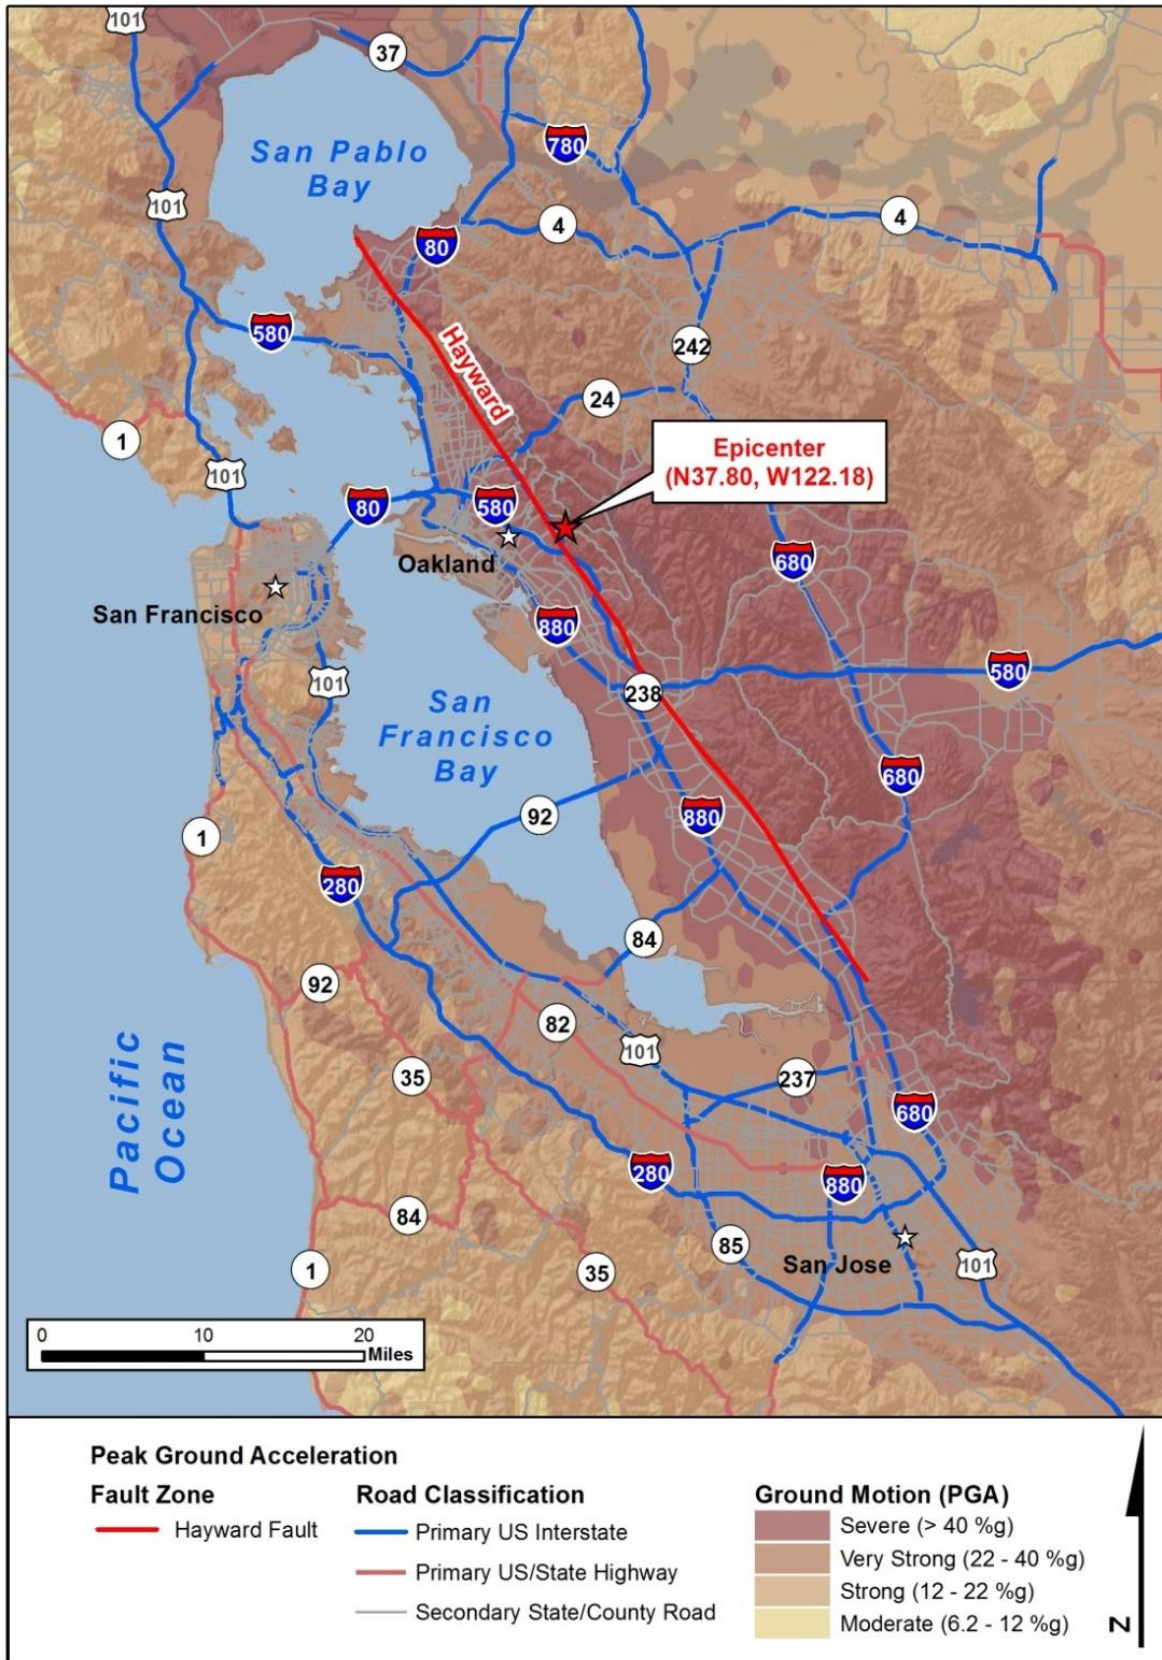 101
37
San Pablo
Bay
780
101
4
4
80
580
Hayward
242
24
1
Epicenter
(N37.80, W122.18)
101
80
580
Oakland
680
San Francisco
880
580
101
238
San
Francisco
Bay
680
92
880
1
280
84
92
82
Pacific
Ocean
101
35
237
680
280
880
84
85
San Jose
101
1
35
0 10 20
Miles
Peak Ground Acceleration
Fault Zone
Hayward Fault
Road Classification
Primary US Interstate
Primary US/State Highway
Secondary State/County Road
Ground Motion (PGA)
Severe (> 40 %g)
Very Strong (22 - 40 %g)
Strong (12 - 22 %g)
Moderate (6.2 - 12 %g)
N